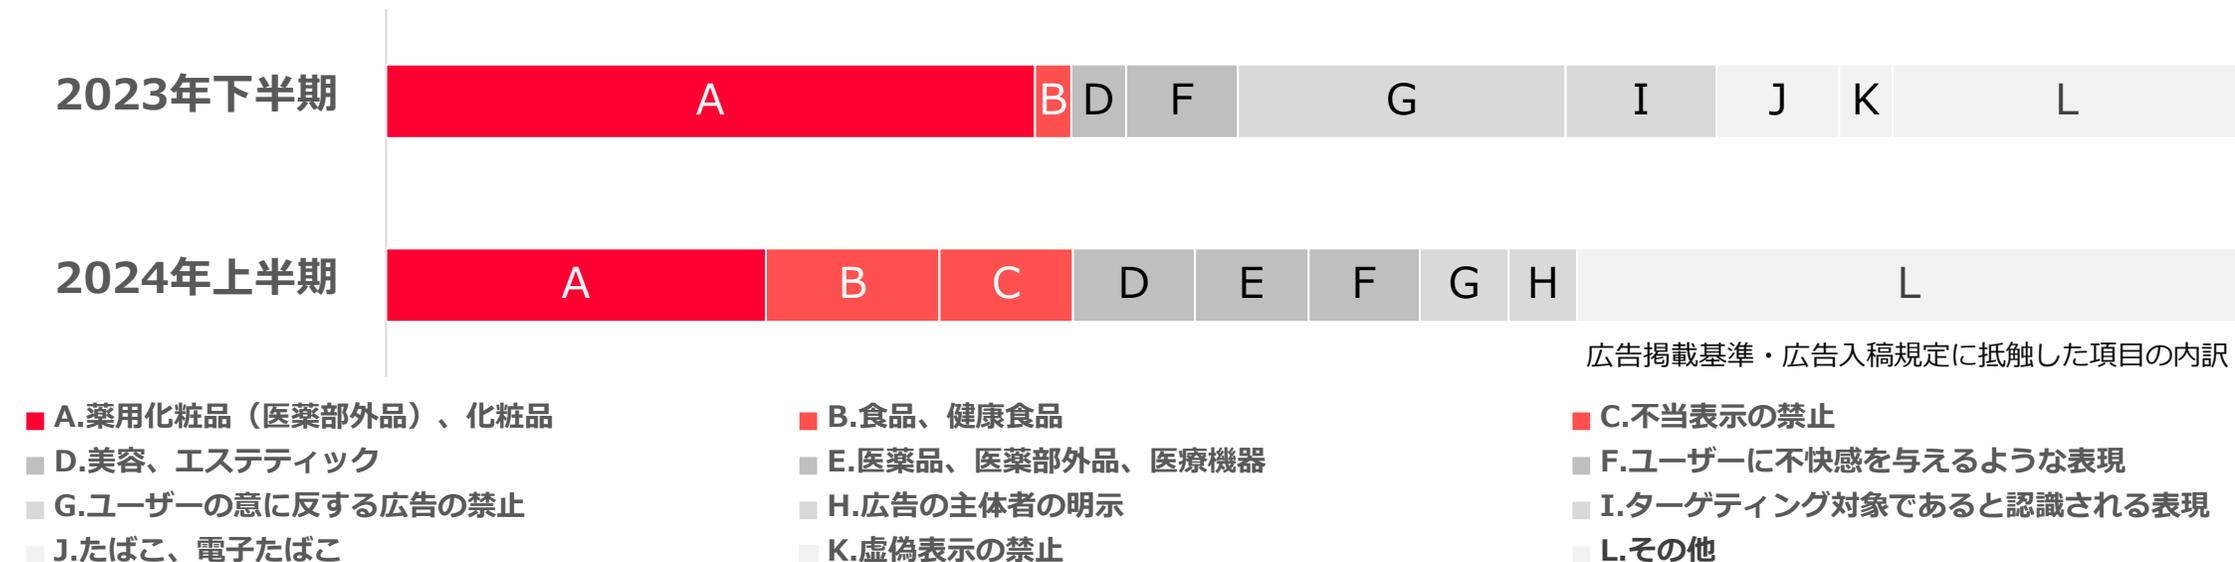 2023年下半期
A B D F G I J K L
2024年上半期
A B C D E F G H L
広告掲載基準・広告入稿規定に抵触した項目の内訳
A.薬用化粧品（医薬部外品）、化粧品 B.食品、健康食品 C.不当表示の禁止
D.美容、エステティック E.医薬品、医薬部外品、医療機器 F.ユーザーに不快感を与えるような表現
G.ユーザーの意に反する広告の禁止 H.広告の主体者の明示 I.ターゲティング対象であると認識される表現
J.たばこ、電子たばこ K.虚偽表示の禁止 L.その他